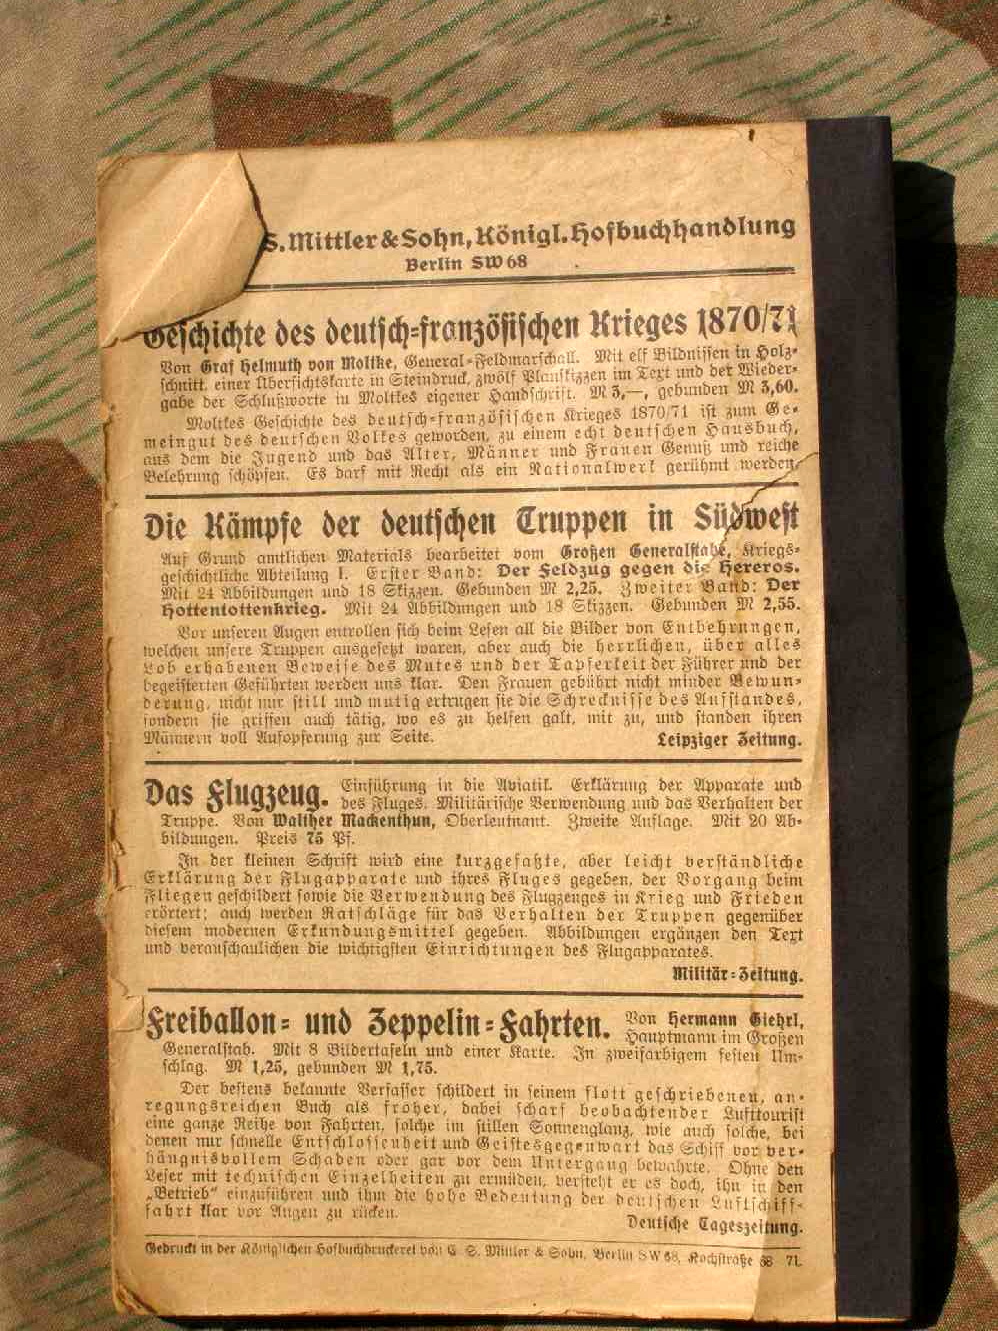 S. Mittler & Sohn, Königl. Hofbuchhandlung
Berlin SW 68
Geschichte des deutsch=französischen Krieges 1870/71
Von Graf Helmuth von Moltke, General=Feldmarschall. Mit elf Bildnissen in Holz=
schnitt, einer Übersichtskarte in Steindruck, zwölf Planskizzen im Text und der Wieder=
gabe der Schlußworte in Moltkes eigener Handschrift. M 3,—, gebunden M 3,60.
Moltkes Geschichte des deutsch=französischen Krieges 1870/71 ist zum Ge=
meingut des deutschen Volkes geworden, zu einem echt deutschen Hausbuch,
aus dem die Jugend und das Alter, Männer und Frauen Genuß und reiche
Belehrung schöpfen. Es darf mit Recht als ein Nationalwerk gerühmt werden.
Die Kämpfe der deutschen Truppen in Südwest
Auf Grund amtlichen Materials bearbeitet vom Großen Generalstabe, Kriegs=
geschichtliche Abteilung I. Erster Band: Der Feldzug gegen die Hereros.
Mit 24 Abbildungen und 18 Skizzen. Gebunden M 2,25. Zweiter Band: Der
Hottentottenkrieg. Mit 24 Abbildungen und 18 Skizzen. Gebunden M 2,55.
Vor unseren Augen entrollen sich beim Lesen all die Bilder von Entbehrungen,
welchen unsere Truppen ausgesetzt waren, aber auch die herrlichen, über alles
Lob erhabenen Beweise des Mutes und der Tapferkeit der Führer und der
begeisterten Geführten werden uns klar. Den Frauen gebührt nicht minder Bewun=
derung, nicht nur still und mutig ertrugen sie die Schrecknisse des Aufstandes,
sondern sie griffen auch tätig, wo es zu helfen galt, mit zu, und standen ihren
Männern voll Aufopferung zur Seite.
Leipziger Zeitung.
Das Flugzeug. Einführung in die Aviatik. Erklärung der Apparate und
des Fluges. Militärische Verwendung und das Verhalten der
Truppe. Von Walther Mackenthun, Oberleutnant. Zweite Auflage. Mit 20 Ab=
bildungen. Preis 75 Pf.
In der kleinen Schrift wird eine kurzgefaßte, aber leicht verständliche
Erklärung der Flugapparate und ihres Fluges gegeben, der Vorgang beim
Fliegen geschildert sowie die Verwendung des Flugzeuges in Krieg und Frieden
erörtert; auch werden Ratschläge für das Verhalten der Truppen gegenüber
diesem modernen Erkundungsmittel gegeben. Abbildungen ergänzen den Text
und veranschaulichen die wichtigsten Einrichtungen des Flugapparates.
Militär=Zeitung.
Freiballon= und Zeppelin=Fahrten. Von Hermann Giehrl,
Hauptmann im Großen
Generalstab. Mit 8 Bildertafeln und einer Karte. In zweifarbigem festen Um=
schlag. M 1,25, gebunden M 1,75.
Der bestens bekannte Verfasser schildert in seinem flott geschriebenen, an=
regungsreichen Buch als froher, dabei scharf beobachtender Lufttourist
eine ganze Reihe von Fahrten, solche im stillen Sonnenglanz, wie auch solche, bei
denen nur schnelle Entschlossenheit und Geistesgegenwart das Schiff vor ver=
hängnisvollem Schaden oder gar vor dem Untergang bewahrte. Ohne den
Leser mit technischen Einzelheiten zu ermüden, versteht er es doch, ihn in den
„Betrieb“ einzuführen und ihm die hohe Bedeutung der deutschen Luftschiff=
fahrt klar vor Augen zu rücken.
Deutsche Tageszeitung.
Gedruckt in der Königlichen Hofbuchdruckerei von E. S. Mittler & Sohn, Berlin SW 68, Kochstraße 68 71.